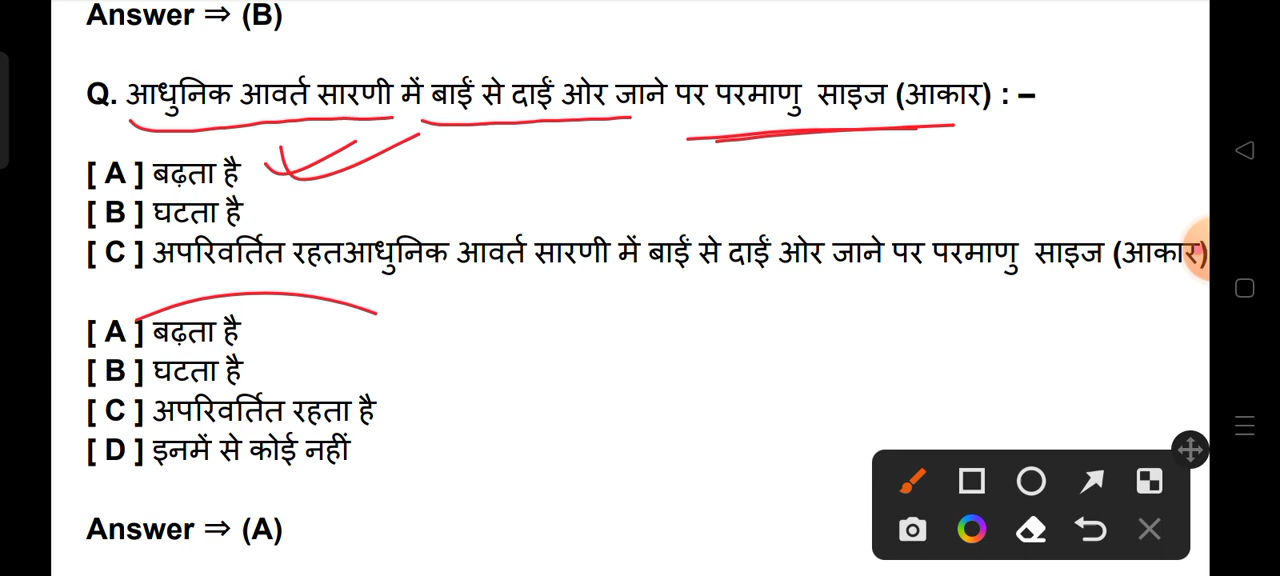 Answer ⇒ (B)
Q. आधुनिक आवर्त सारणी में बाईं से दाईं ओर जाने पर परमाणु साइज (आकार) : –
[ A ] बढ़ता है
[ B ] घटता है
[ C ] अपरिवर्तित रहतआधुनिक आवर्त सारणी में बाईं से दाईं ओर जाने पर परमाणु साइज (आकार)
[ A ] बढ़ता है
[ B ] घटता है
[ C ] अपरिवर्तित रहता है
[ D ] इनमें से कोई नहीं
Answer ⇒ (A)